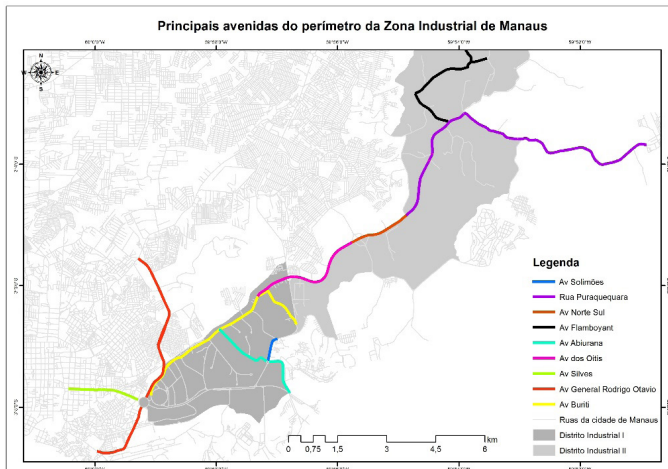 Principais avenidas do perímetro da Zona Industrial de Manaus
N
W
E
S
km
0
0,75
1,5
3
4,5
6
Legenda
Av Solimões
Rua Puraquequara
Av Norte Sul
Av Flamboyant
Av Abiurana
Av dos Oitis
Av Silves
Av General Rodrigo Otavio
Av Buriti
Ruas da cidade de Manaus
Distrito Industrial I
Distrito Industrial II